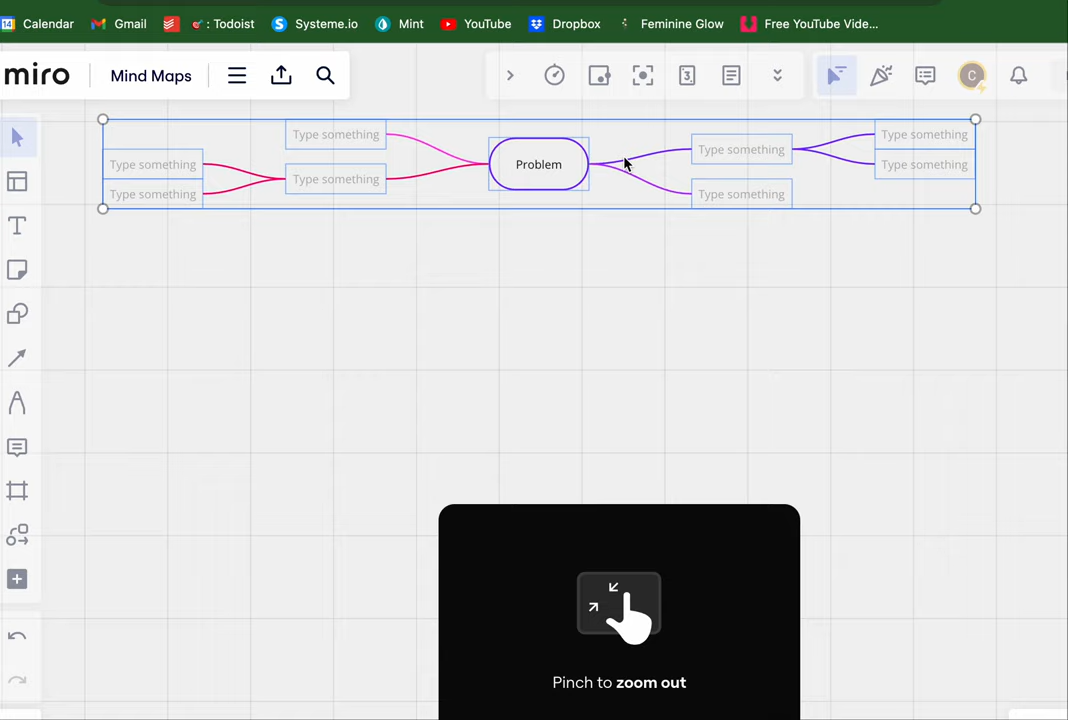 14 Calendar Gmail : Todoist Systeme.io Mint YouTube Dropbox Feminine Glow Free YouTube Vide...
miro Mind Maps 3 C
Type something Type something
Type something Problem Type something Type something
Type something Type something Type something
Pinch to zoom out